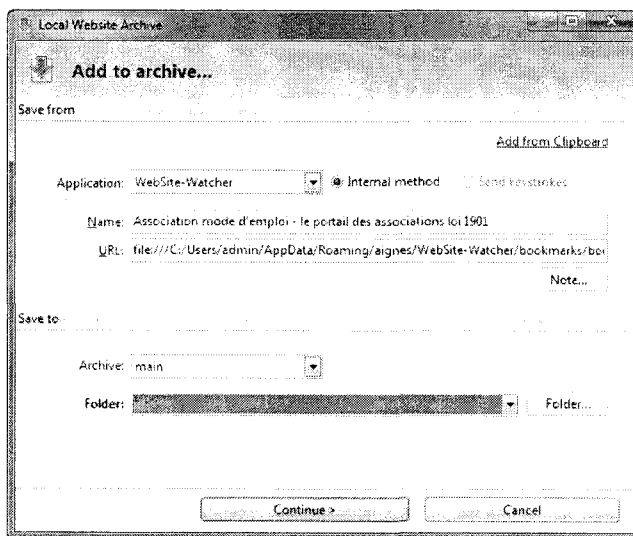 Local Website Archive
Add to archive...
Save from
Add from Clipboard
Application: WebSite-Watcher Internal method Send keystrokes
Name: Association mode d'emploi - le portail des associations loi 1901
URL: file:///C:/Users/admin/AppData/Roaming/aignes/WebSite-Watcher/bookmarks/boo
Note...
Save to
Archive: main
Folder: Folder...
Continue > Cancel